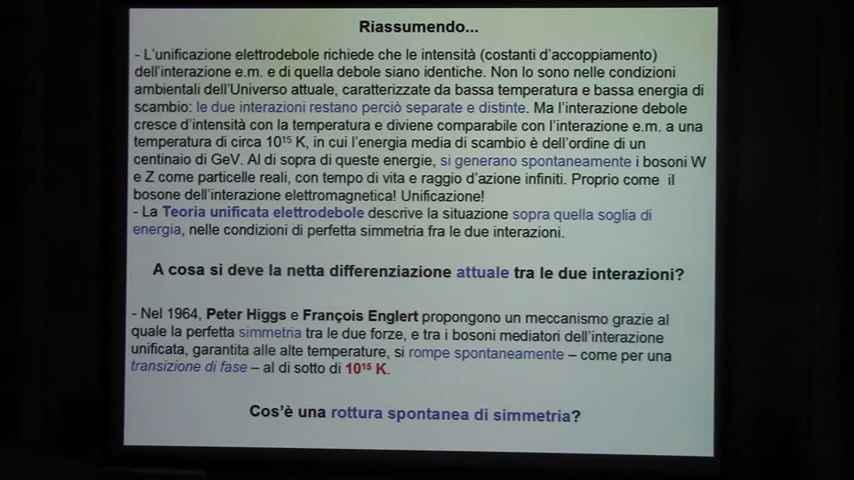 Riassumendo...
- L'unificazione elettrodebole richiede che le intensità (costanti d'accoppiamento)
dell'interazione e.m. e di quella debole siano identiche. Non lo sono nelle condizioni
ambientali dell'Universo attuale, caratterizzate da bassa temperatura e bassa energia di
scambio: le due interazioni restano perciò separate e distinte. Ma l'interazione debole
cresce d'intensità con la temperatura e diviene comparabile con l'interazione e.m. a una
temperatura di circa 10¹⁵ K, in cui l'energia media di scambio è dell'ordine di un
centinaio di GeV. Al di sopra di queste energie, si generano spontaneamente i bosoni W
e Z come particelle reali, con tempo di vita e raggio d'azione infiniti. Proprio come il
bosone dell'interazione elettromagnetica! Unificazione!
- La Teoria unificata elettrodebole descrive la situazione sopra quella soglia di
energia, nelle condizioni di perfetta simmetria fra le due interazioni.
A cosa si deve la netta differenziazione attuale tra le due interazioni?
- Nel 1964, Peter Higgs e François Englert propongono un meccanismo grazie al
quale la perfetta simmetria tra le due forze, e tra i bosoni mediatori dell'interazione
unificata, garantita alle alte temperature, si rompe spontaneamente – come per una
transizione di fase – al di sotto di 10¹⁵ K.
Cos'è una rottura spontanea di simmetria?